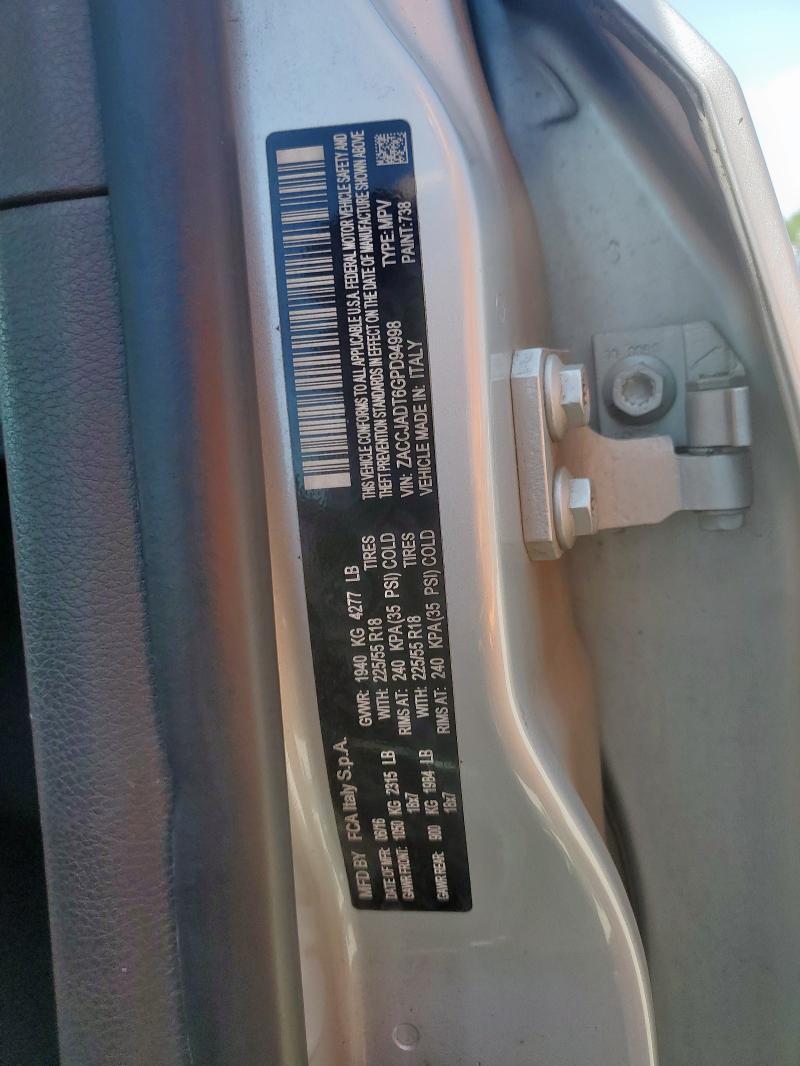 MFD BY FCA Italy S.p.A.
DATE OF MFR: 06/16 GVWR: 1940 KG 4277 LB
GAWR FRONT: 1050 KG 2315 LB WITH: 225/55 R18 TIRES
18x7 RIMS AT: 240 KPA(35 PSI) COLD
GAWR REAR: 900 KG 1984 LB WITH: 225/55 R18 TIRES
18x7 RIMS AT: 240 KPA(35 PSI) COLD
THIS VEHICLE CONFORMS TO ALL APPLICABLE U.S.A. FEDERAL MOTOR VEHICLE SAFETY AND
THEFT PREVENTION STANDARDS IN EFFECT ON THE DATE OF MANUFACTURE SHOWN ABOVE
VIN: ZACCJADT6GPD94998 TYPE: MPV
VEHICLE MADE IN: ITALY PAINT: 738